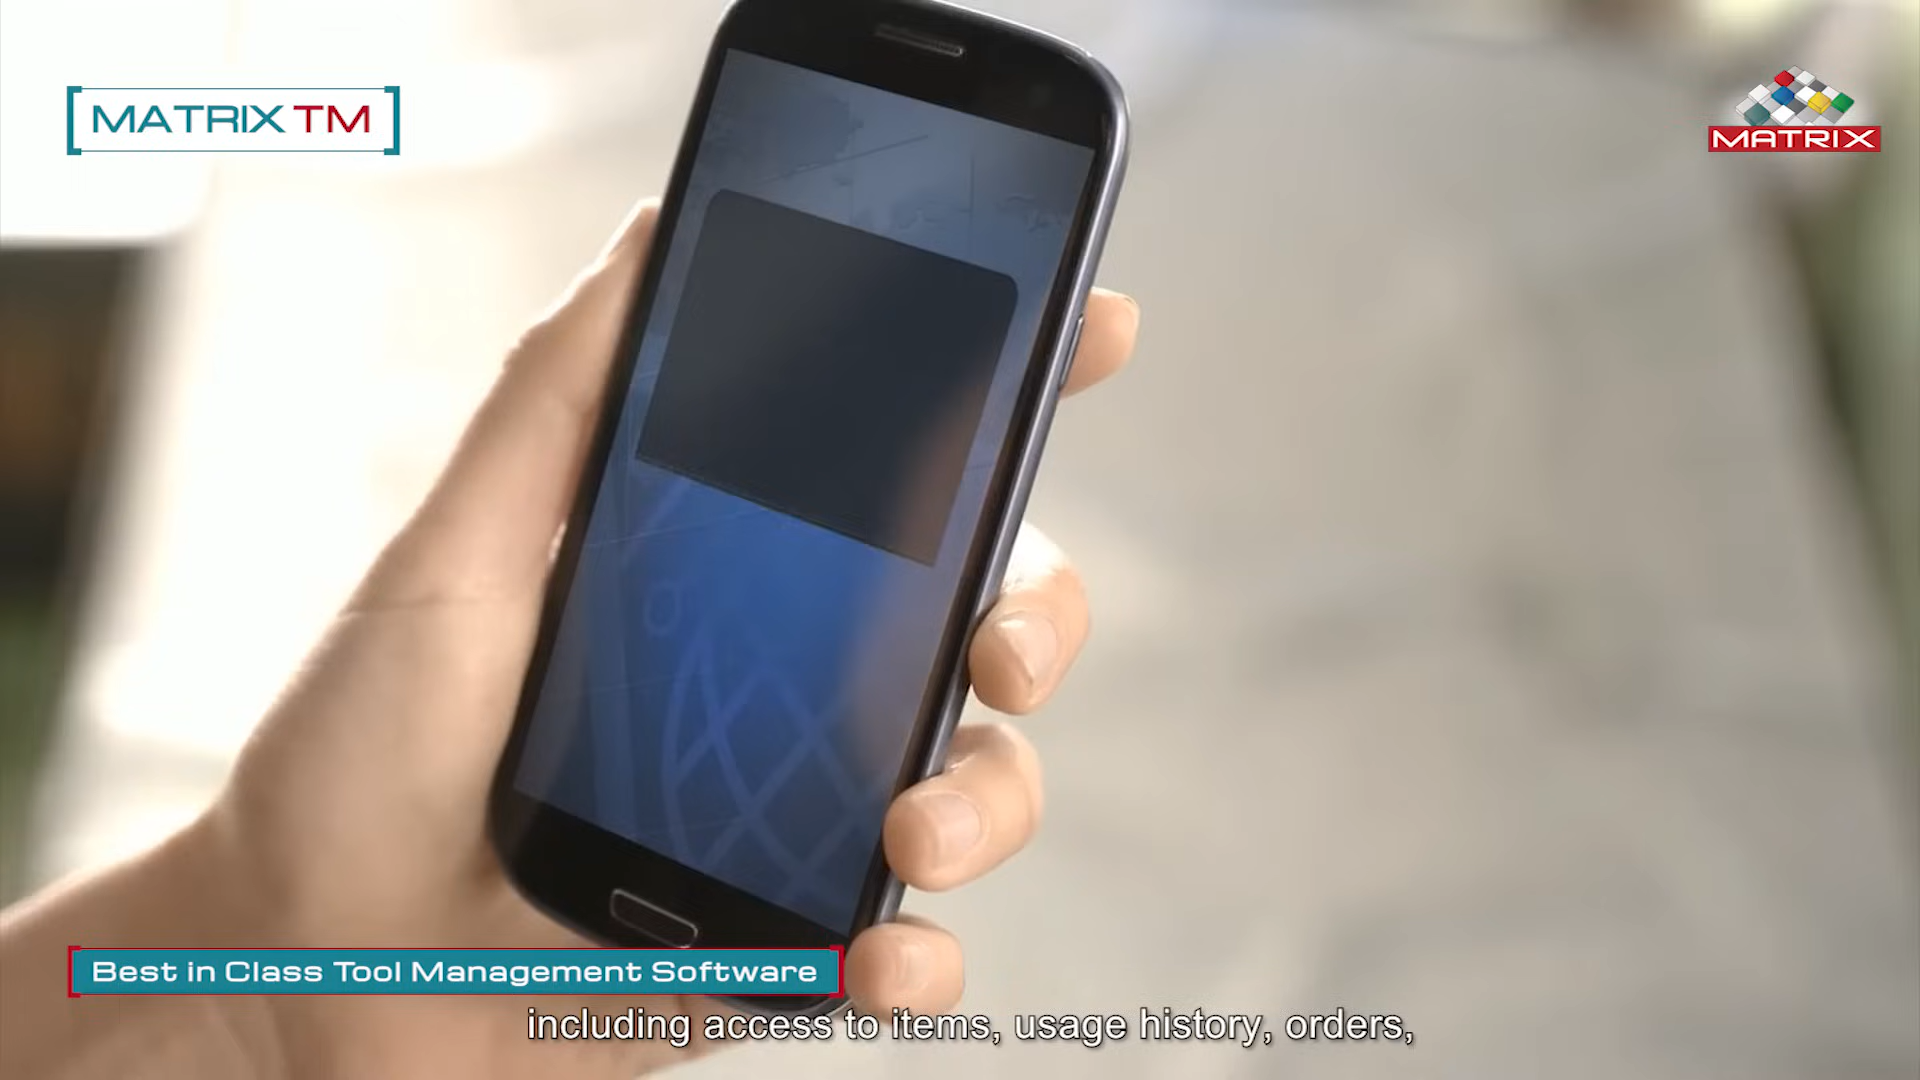 MATRIX TM
MATRIX
Best in Class Tool Management Software
including access to items, usage history, orders,